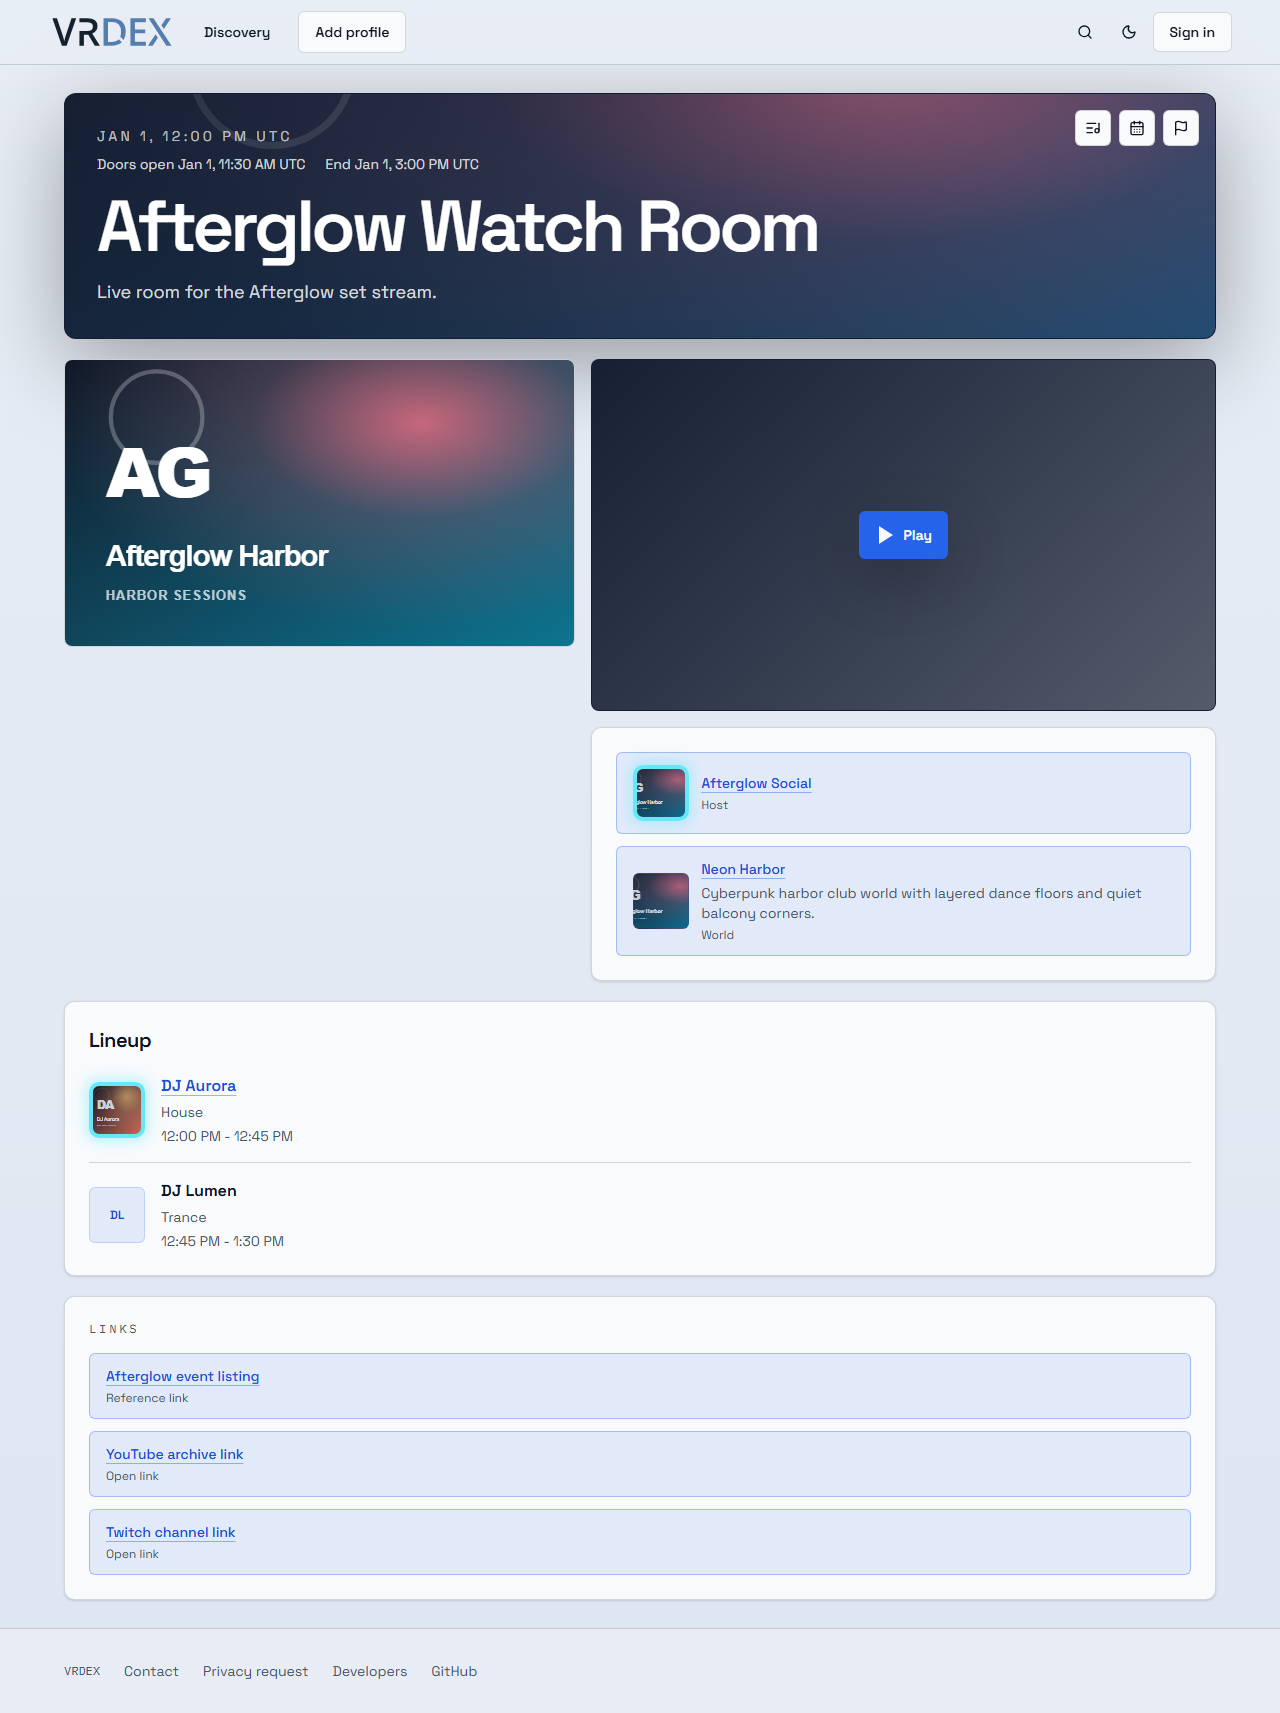 VRDEX
Discovery
Add profile
Sign in
JAN 1, 12:00 PM UTC
Doors open Jan 1, 11:30 AM UTC End Jan 1, 3:00 PM UTC
Afterglow Watch Room
Live room for the Afterglow set stream.
AG
Afterglow Harbor
HARBOR SESSIONS
Play
Afterglow Social
Host
Neon Harbor
Cyberpunk harbor club world with layered dance floors and quiet
balcony corners.
World
Lineup
DA
DJ Aurora
DJ Aurora
House
12:00 PM - 12:45 PM
DL
DJ Lumen
Trance
12:45 PM - 1:30 PM
LINKS
Afterglow event listing
Reference link
YouTube archive link
Open link
Twitch channel link
Open link
VRDEX
Contact
Privacy request
Developers
GitHub